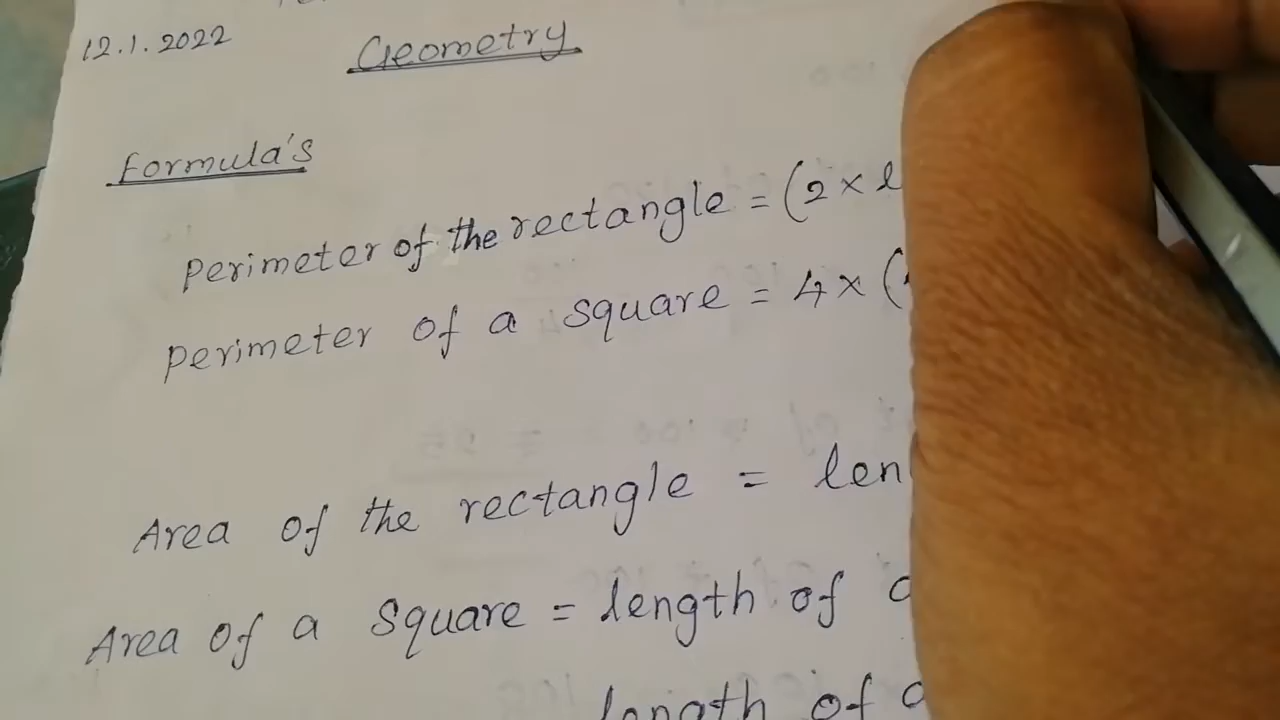 12.1.2022
Geometry
Formula's
Perimeter of the rectangle = (2 × l
Perimeter of a square = 4 × (
Area of the rectangle = len
Area of a square = length of a
length of a